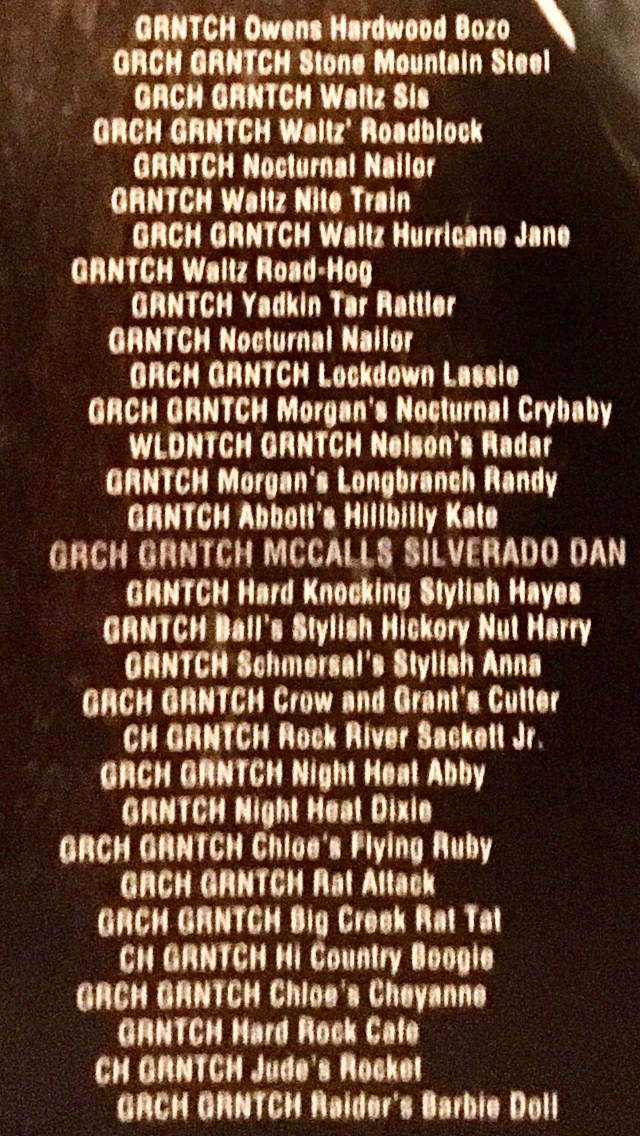 GRNTCH Owens Hardwood Bozo
GRCH GRNTCH Stone Mountain Steel
GRCH GRNTCH Waltz Sis
GRCH GRNTCH Waltz' Roadblock
GRNTCH Nocturnal Nailor
GRNTCH Waltz Nite Train
GRCH GRNTCH Waltz Hurricane Jane
GRNTCH Waltz Road-Hog
GRNTCH Yadkin Tar Rattler
GRNTCH Nocturnal Nailor
GRCH GRNTCH Lockdown Lassie
GRCH GRNTCH Morgan's Nocturnal Crybaby
WLDNTCH GRNTCH Nelson's Radar
GRNTCH Morgan's Longbranch Randy
GRNTCH Abbott's Hillbilly Kate
GRCH GRNTCH MCCALLS SILVERADO DAN
GRNTCH Hard Knocking Stylish Hayes
GRNTCH Ball's Stylish Hickory Nut Harry
GRNTCH Schmersal's Stylish Anna
GRCH GRNTCH Crow and Grant's Cutter
CH GRNTCH Rock River Sackett Jr.
GRCH GRNTCH Night Heat Abby
GRNTCH Night Heat Dixie
GRCH GRNTCH Chloe's Flying Ruby
GRCH GRNTCH Rat Attack
GRCH GRNTCH Big Creek Rat Tat
CH GRNTCH Hi Country Boogie
GRCH GRNTCH Chloe's Cheyanne
GRNTCH Hard Rock Cafe
CH GRNTCH Jude's Rocket
GRCH GRNTCH Raider's Barbie Doll